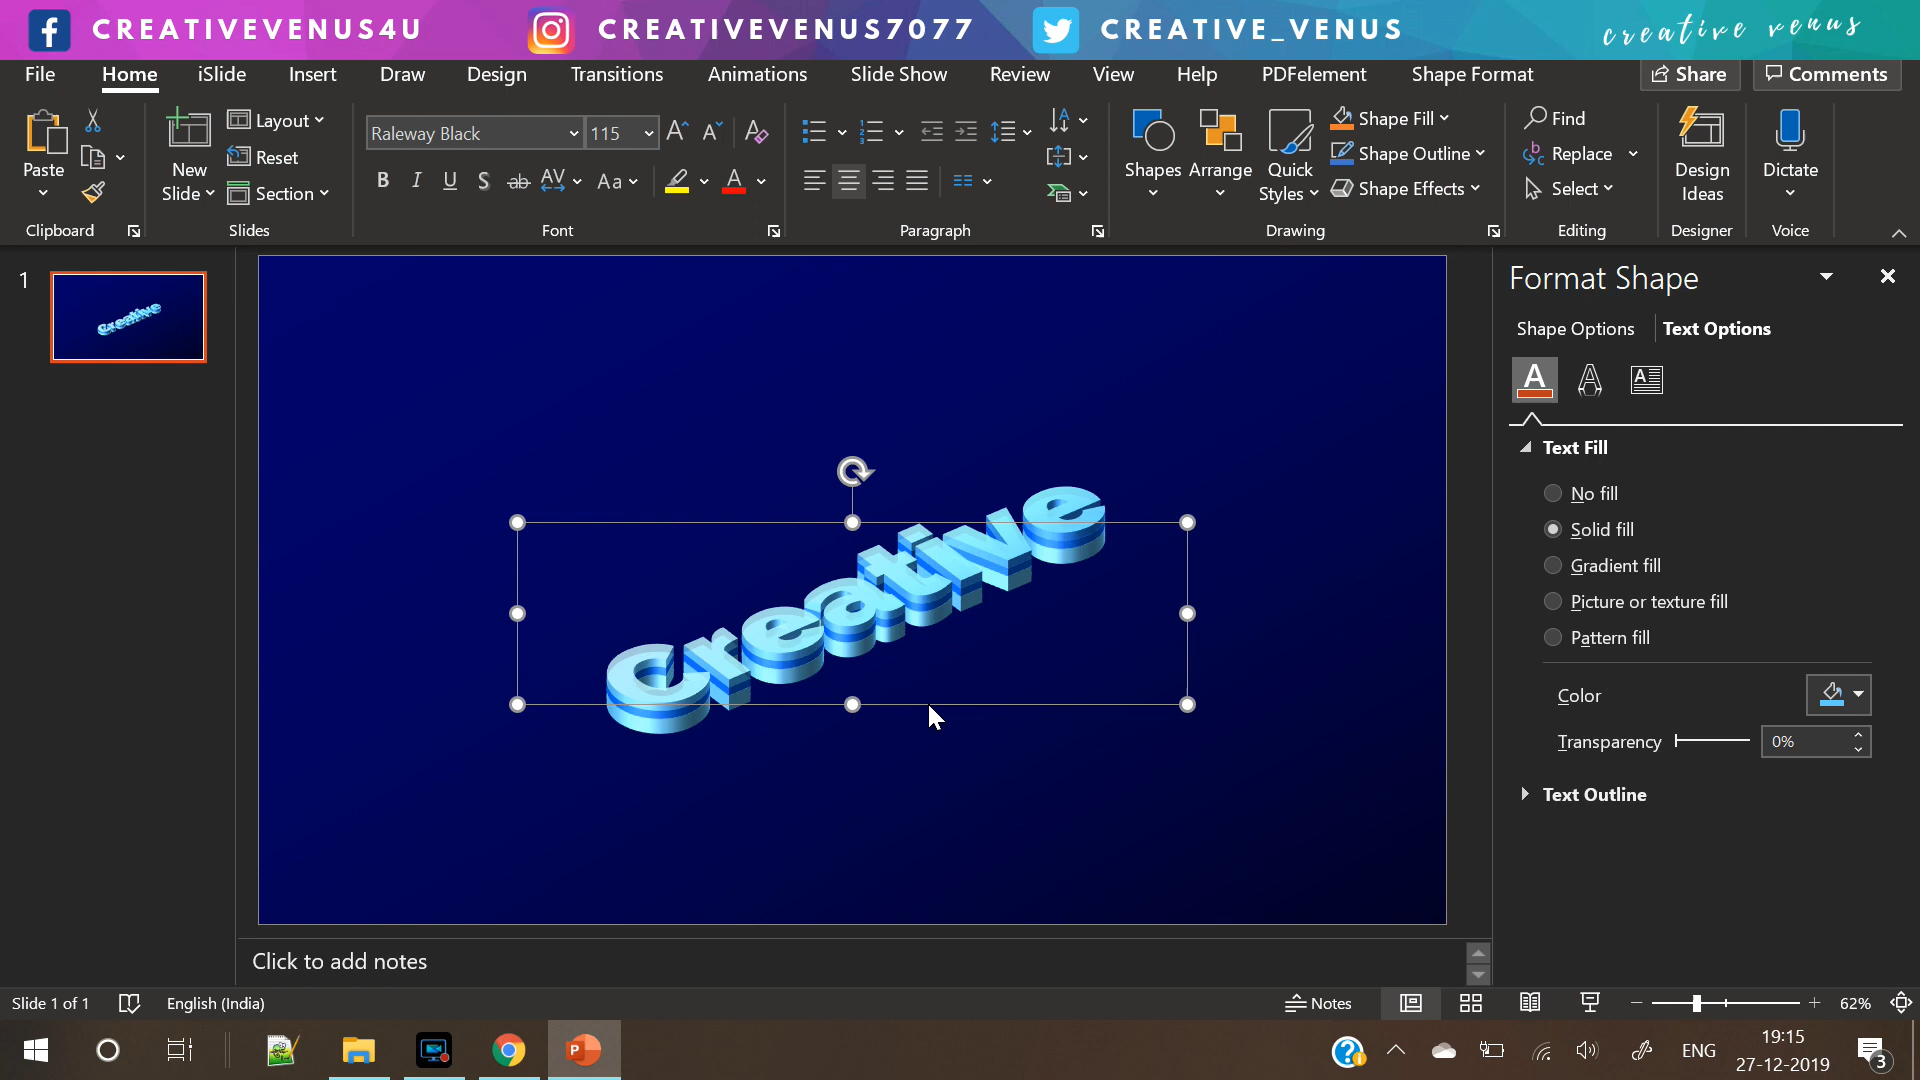 CREATIVEVENUS4U
CREATIVEVENUS7077
CREATIVE_VENUS
creative venus
File Home iSlide Insert Draw Design Transitions Animations Slide Show Review View Help PDFelement Shape Format
Share
Comments
Paste
New Slide
Layout
Reset
Section
Raleway Black
115
Shapes
Arrange
Quick Styles
Shape Fill
Shape Outline
Shape Effects
Find
Replace
Select
Design Ideas
Dictate
Clipboard
Slides
Font
Paragraph
Drawing
Editing
Designer
Voice
1
Creative
Creative
Format Shape
Shape Options
Text Options
Text Fill
No fill
Solid fill
Gradient fill
Picture or texture fill
Pattern fill
Color
Transparency
0%
Text Outline
Click to add notes
Slide 1 of 1
English (India)
Notes
62%
ENG
19:15
27-12-2019
3